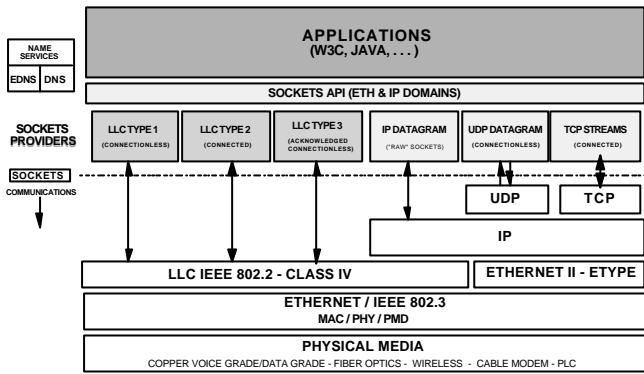 APPLICATIONS
(W3C, JAVA, . . . )
NAME
SERVICES
EDNS DNS
SOCKETS API (ETH & IP DOMAINS)
SOCKETS
PROVIDERS
LLC TYPE 1
(CONNECTIONLESS)
LLC TYPE 2
(CONNECTED)
LLC TYPE 3
(ACKNOWLEDGED
CONNECTIONLESS)
IP DATAGRAM
("RAW" SOCKETS)
UDP DATAGRAM
(CONNECTIONLESS)
TCP STREAMS
(CONNECTED)
SOCKETS
COMMUNICATIONS
UDP
TCP
IP
LLC IEEE 802.2 - CLASS IV
ETHERNET II - ETYPE
ETHERNET / IEEE 802.3
MAC / PHY / PMD
PHYSICAL MEDIA
COPPER VOICE GRADE/DATA GRADE - FIBER OPTICS - WIRELESS - CABLE MODEM - PLC